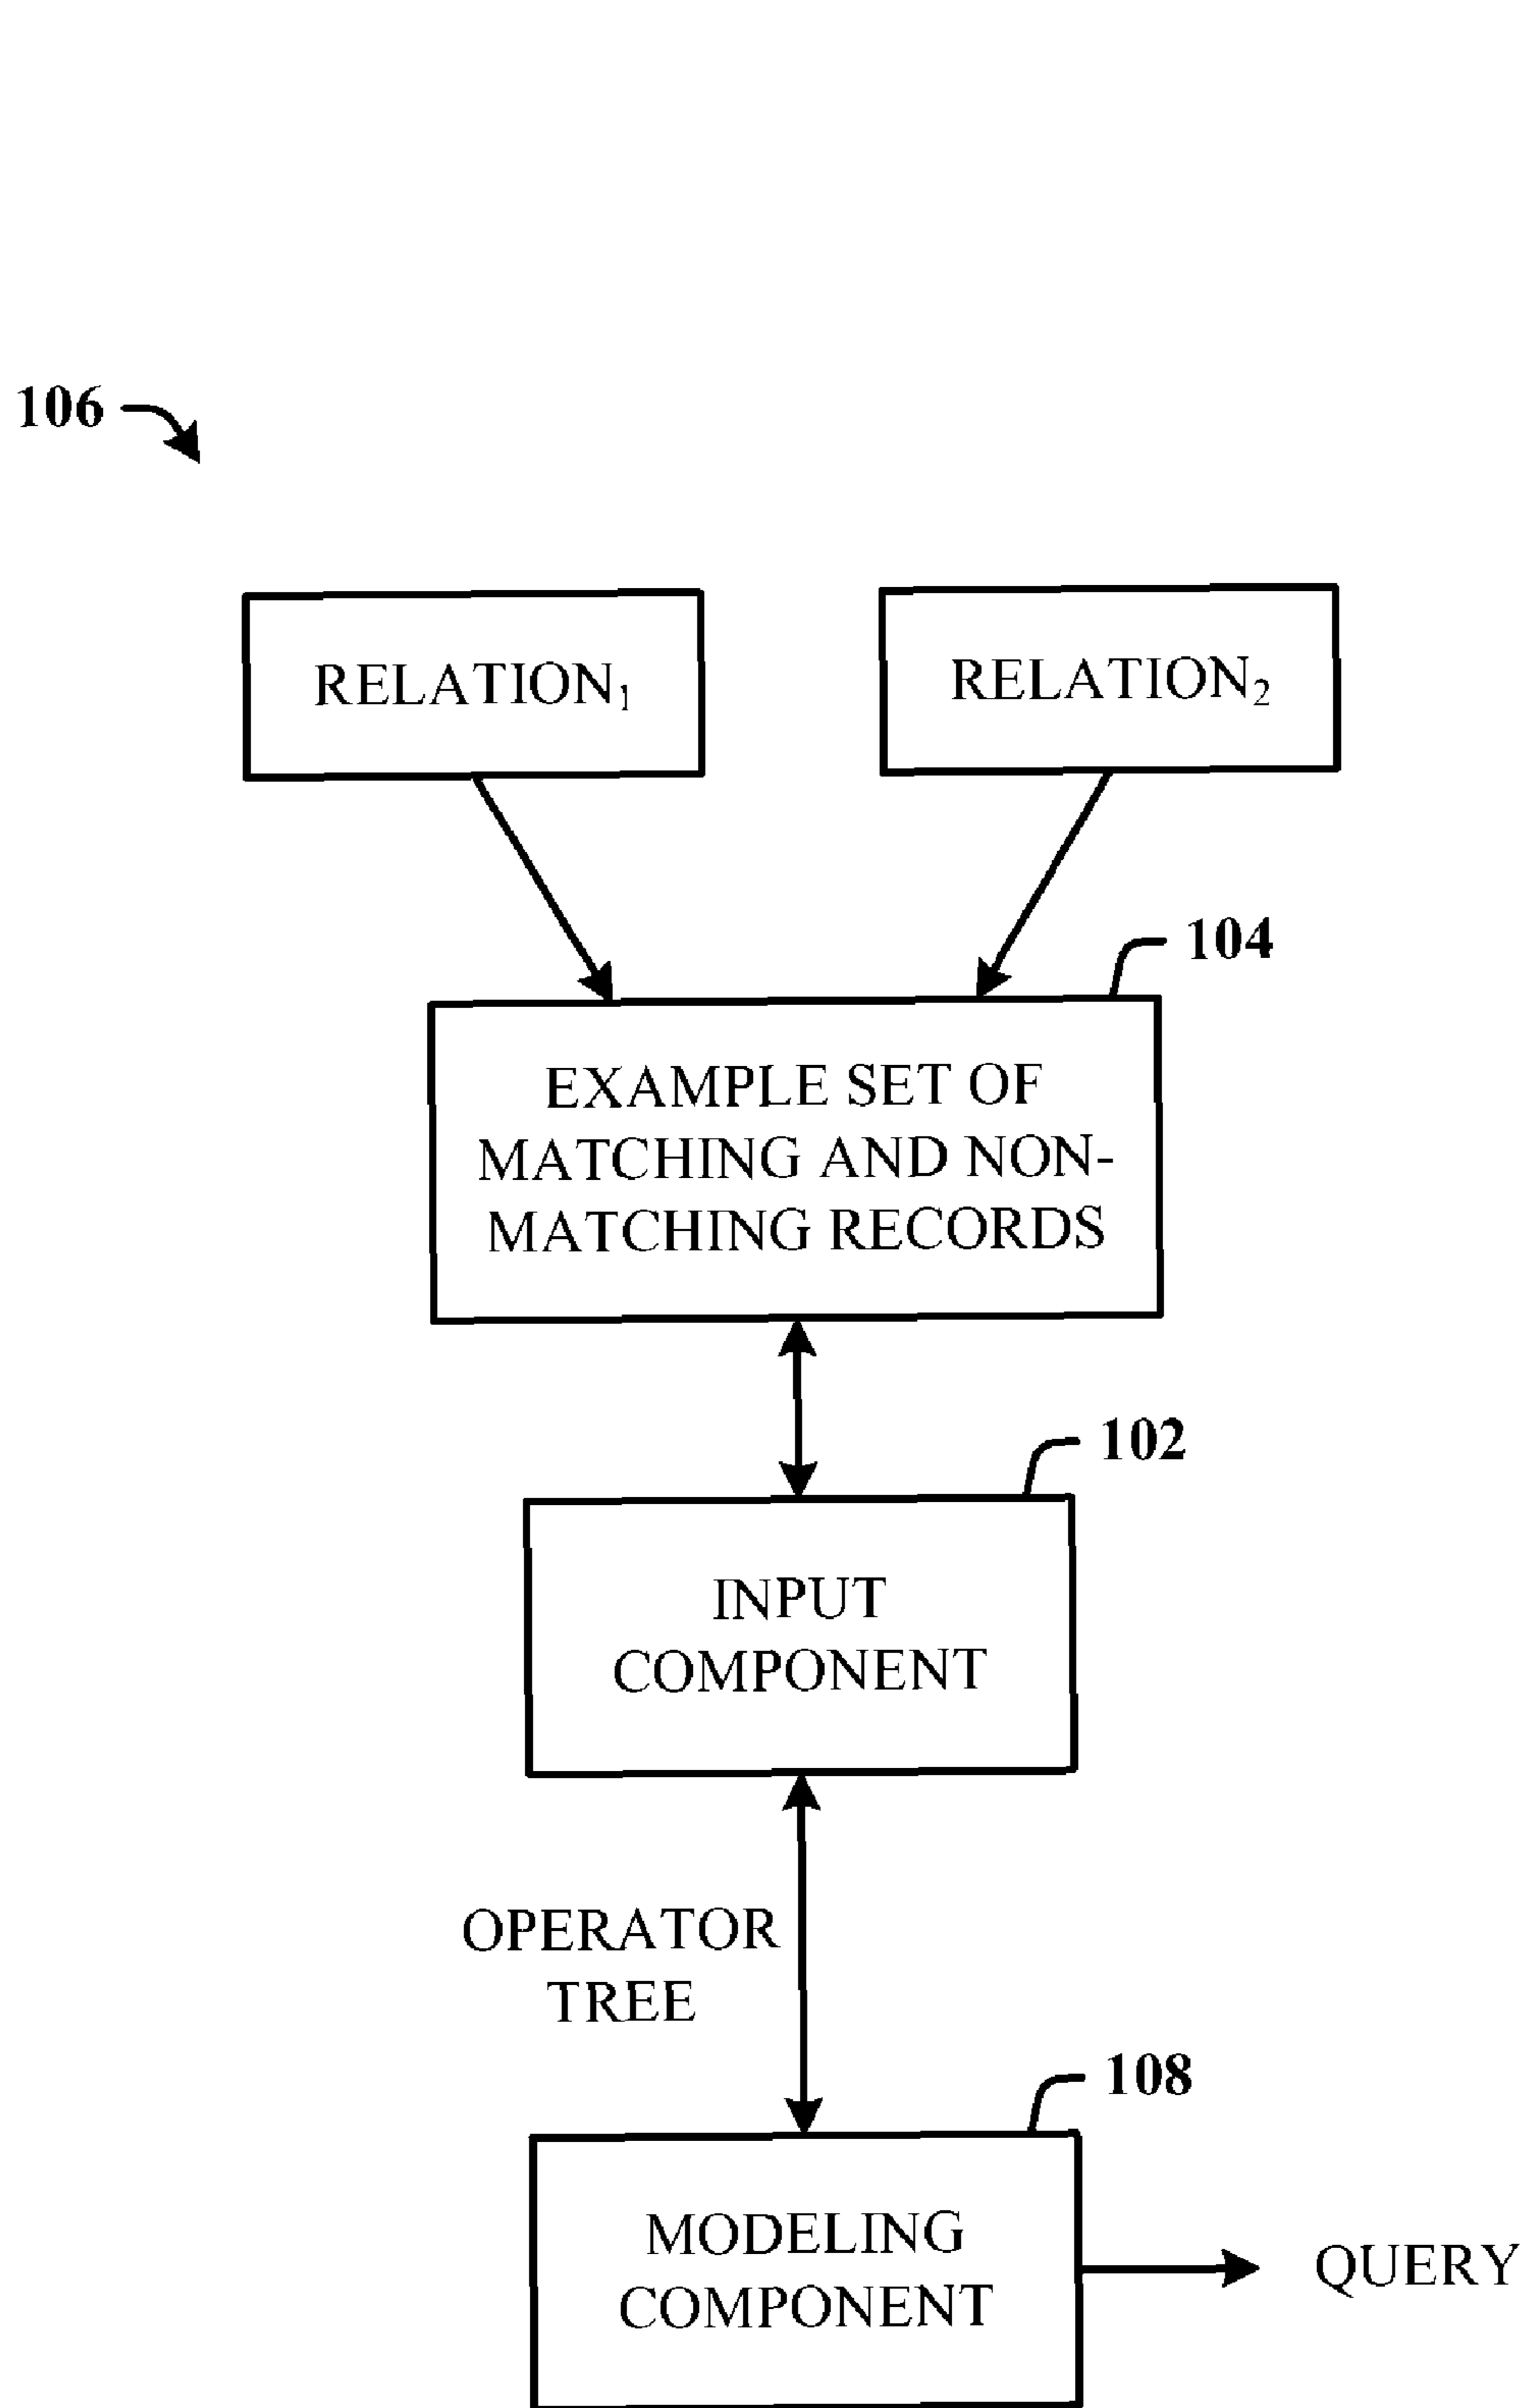 106
RELATION₁
RELATION₂
104
EXAMPLE SET OF
MATCHING AND NON-
MATCHING RECORDS
102
INPUT
COMPONENT
OPERATOR
TREE
108
MODELING
COMPONENT
QUERY